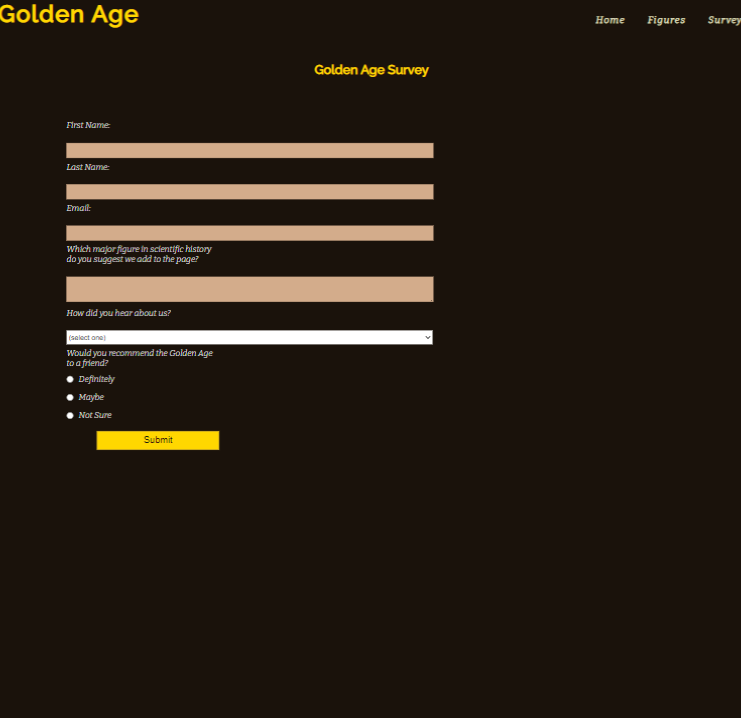 Golden Age
Home Figures Survey
Golden Age Survey
First Name:
Last Name:
Email:
Which major figure in scientific history
do you suggest we add to the page?
How did you hear about us?
(select one)
Would you recommend the Golden Age
to a friend?
Definitely
Maybe
Not Sure
Submit